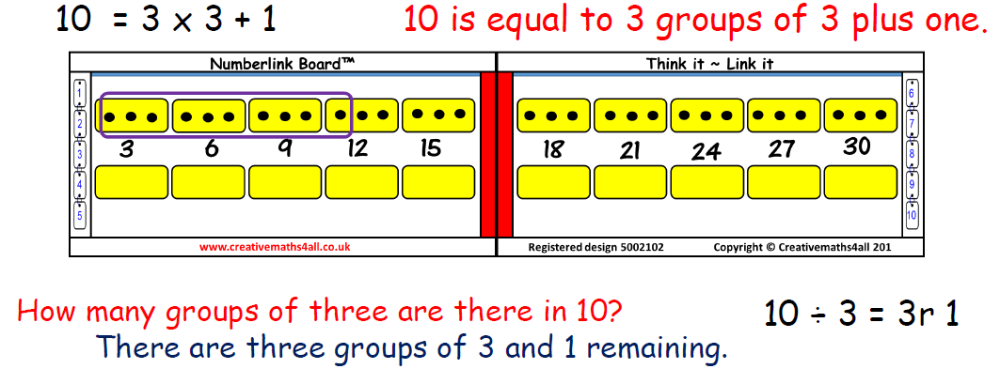 10 = 3 x 3 + 1
10 is equal to 3 groups of 3 plus one.
Numberlink Board™
Think it ~ Link it
1
2
3
4
5
6
7
8
9
10
3 6 9 12 15
18 21 24 27 30
www.creativemaths4all.co.uk
Registered design 5002102
Copyright © Creativemaths4all 201
How many groups of three are there in 10?
10 ÷ 3 = 3r 1
There are three groups of 3 and 1 remaining.